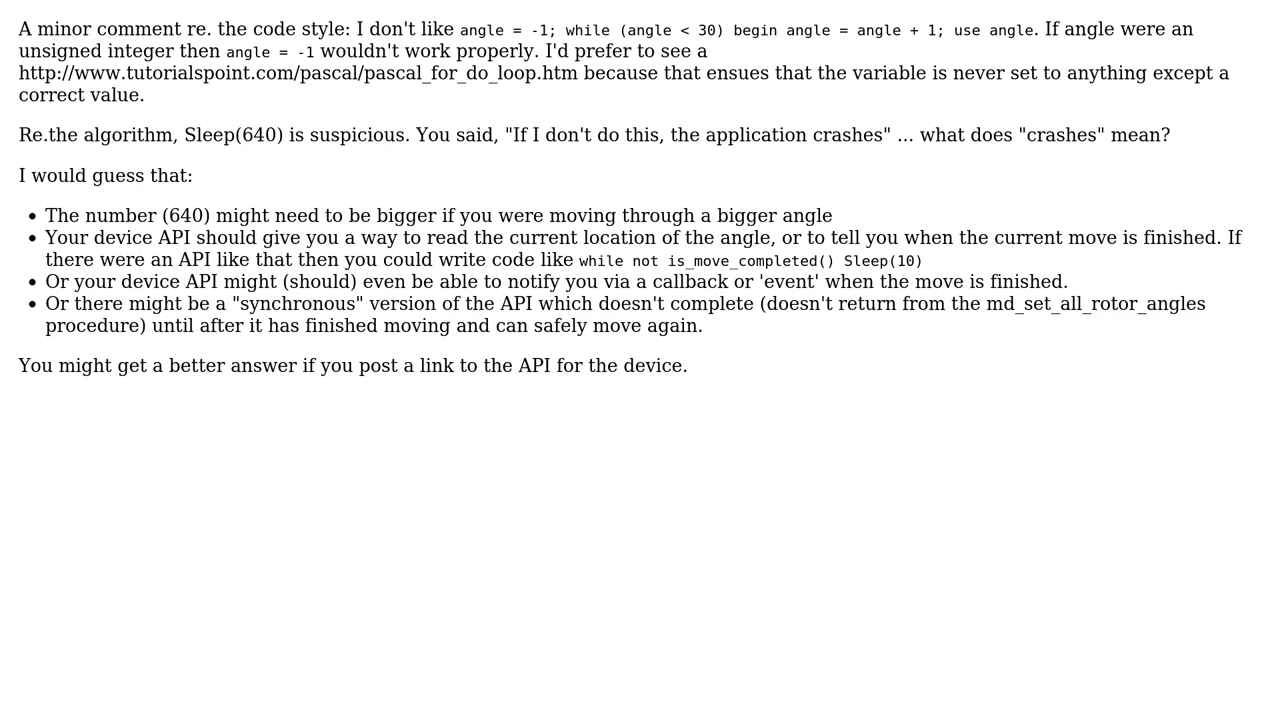 A minor comment re. the code style: I don't like angle = -1; while (angle < 30) begin angle = angle + 1; use angle. If angle were an
unsigned integer then angle = -1 wouldn't work properly. I'd prefer to see a
http://www.tutorialspoint.com/pascal/pascal_for_do_loop.htm because that ensues that the variable is never set to anything except a
correct value.
Re.the algorithm, Sleep(640) is suspicious. You said, "If I don't do this, the application crashes" ... what does "crashes" mean?
I would guess that:
• The number (640) might need to be bigger if you were moving through a bigger angle
• Your device API should give you a way to read the current location of the angle, or to tell you when the current move is finished. If
there were an API like that then you could write code like while not is_move_completed() Sleep(10)
• Or your device API might (should) even be able to notify you via a callback or 'event' when the move is finished.
• Or there might be a "synchronous" version of the API which doesn't complete (doesn't return from the md_set_all_rotor_angles
procedure) until after it has finished moving and can safely move again.
You might get a better answer if you post a link to the API for the device.